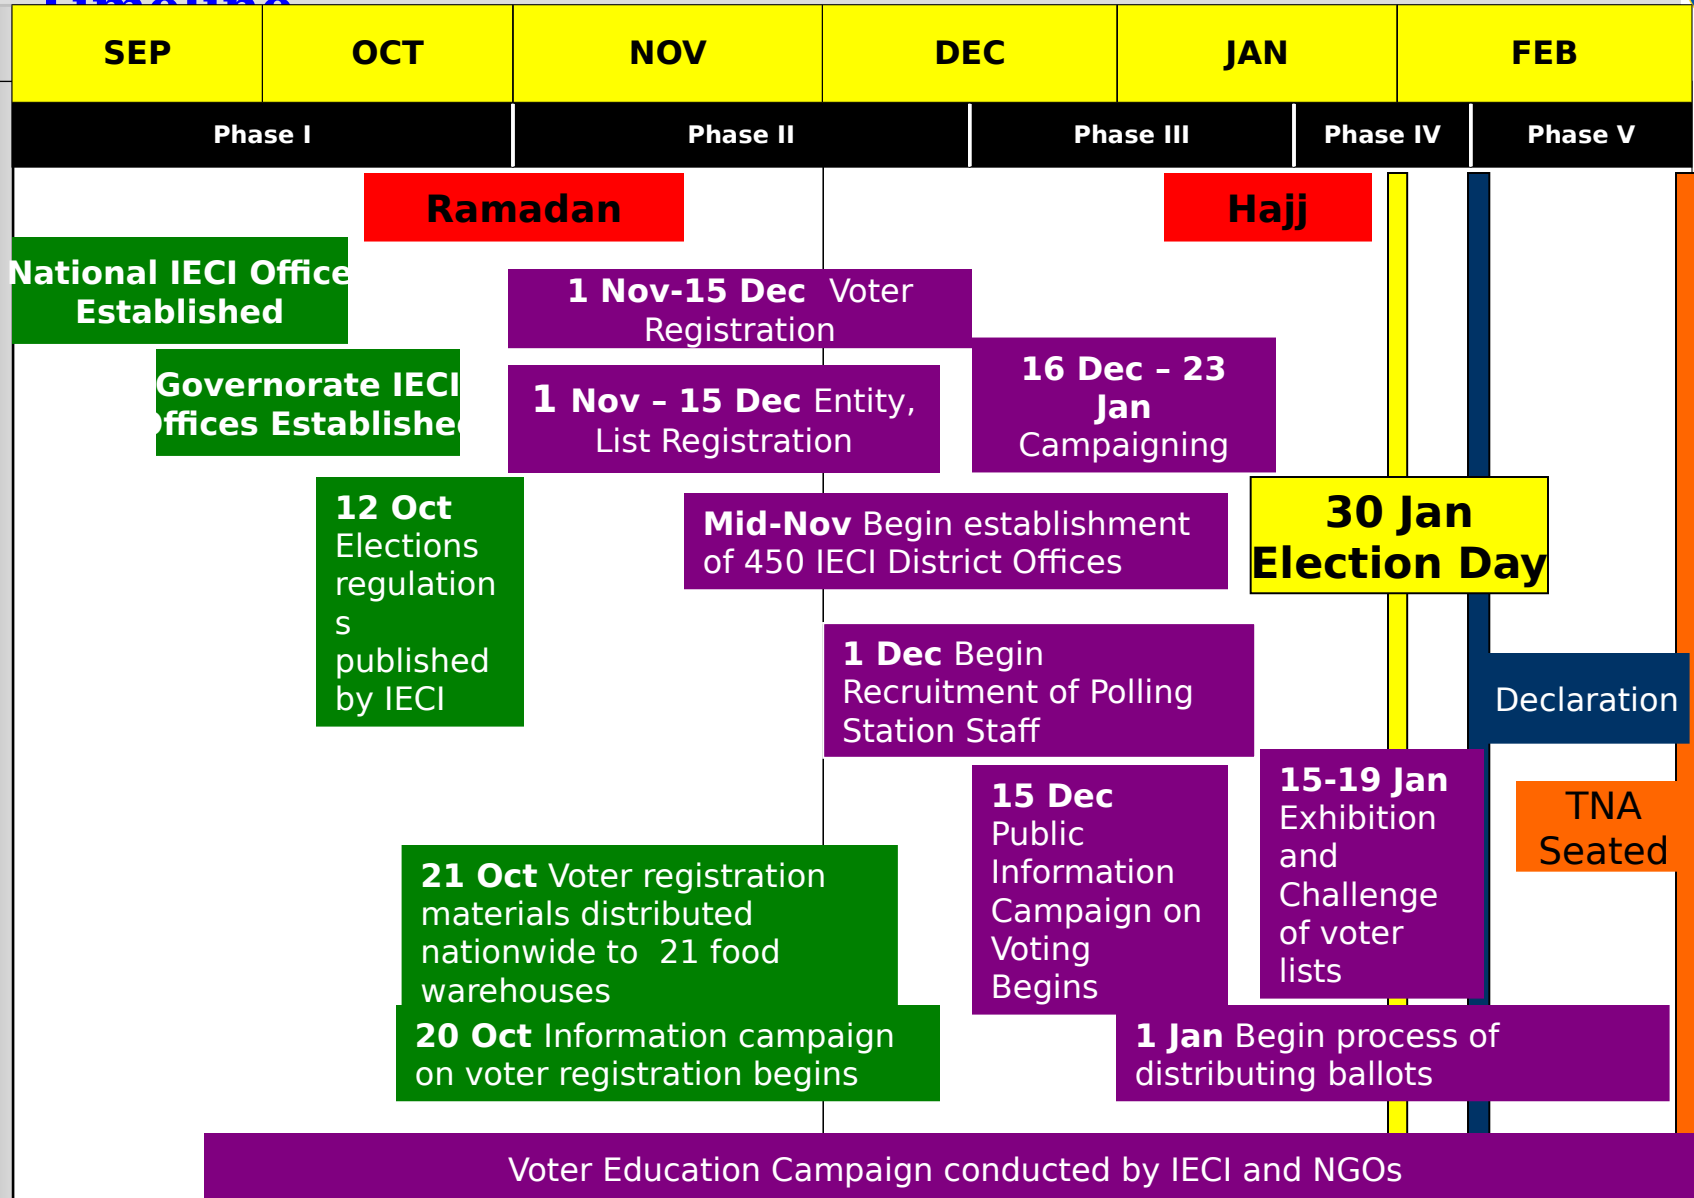 Timeline
SEP
OCT
NOV
DEC
JAN
FEB
Phase I
Phase II
Phase III
Phase IV
Phase V
Ramadan
Hajj
National IECI Office
Established
1 Nov-15 Dec  Voter
Registration
Governorate IECI
Offices Established
1 Nov – 15 Dec Entity,
List Registration
16 Dec – 23
Jan
Campaigning
12 Oct
Elections
regulation
s
published
by IECI
Mid-Nov Begin establishment
of 450 IECI District Offices
30 Jan
Election Day
1 Dec Begin
Recruitment of Polling
Station Staff
Declaration
15 Dec
Public
Information
Campaign on
Voting
Begins
15-19 Jan
Exhibition
and
Challenge
of voter
lists
TNA
Seated
21 Oct Voter registration
materials distributed
nationwide to  21 food
warehouses
20 Oct Information campaign
on voter registration begins
1 Jan Begin process of
distributing ballots
Voter Education Campaign conducted by IECI and NGOs